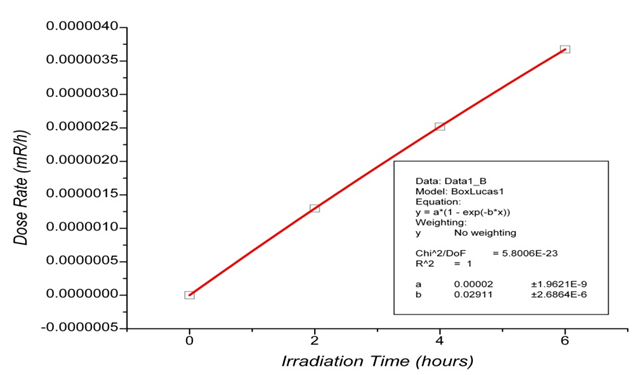 0.0000040
0.0000035
0.0000030
0.0000025
0.0000020
0.0000015
0.0000010
0.0000005
0.0000000
-0.0000005
Dose Rate (mR/h)
Data: Data1_B
Model: BoxLucas1
Equation:
y = a*(1 - exp(-b*x))
Weighting:
y No weighting
Chi^2/DoF = 5.8006E-23
R^2 = 1
a 0.00002 ±1.9621E-9
b 0.02911 ±2.6864E-6
0 2 4 6
Irradiation Time (hours)